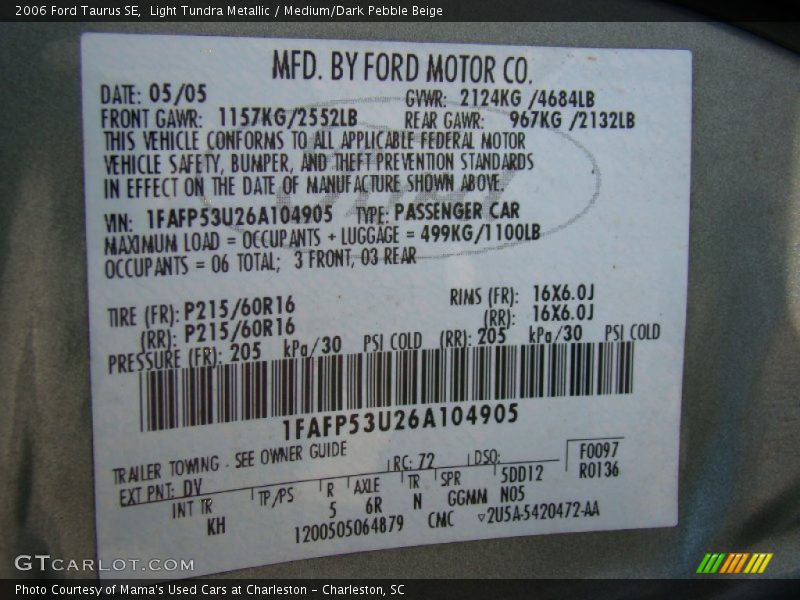 2006 Ford Taurus SE, Light Tundra Metallic / Medium/Dark Pebble Beige
MFD. BY FORD MOTOR CO.
DATE: 05/05 GVWR: 2124KG /4684LB
FRONT GAWR: 1157KG/2552LB REAR GAWR: 967KG /2132LB
THIS VEHICLE CONFORMS TO ALL APPLICABLE FEDERAL MOTOR
VEHICLE SAFETY, BUMPER, AND THEFT PREVENTION STANDARDS
IN EFFECT ON THE DATE OF MANUFACTURE SHOWN ABOVE.
VIN: 1FAFP53U26A104905 TYPE: PASSENGER CAR
MAXIMUM LOAD = OCCUPANTS + LUGGAGE = 499KG/1100LB
OCCUPANTS = 06 TOTAL; 3 FRONT, 03 REAR
TIRE (FR): P215/60R16 RIMS (FR): 16X6.0J
(RR): P215/60R16 (RR): 16X6.0J
PRESSURE (FR): 205 kPa/30 PSI COLD (RR): 205 kPa/30 PSI COLD
1FAFP53U26A104905
TRAILER TOWING - SEE OWNER GUIDE
EXT PNT: DV RC: 72 DSO: F0097
R0136
INT TR TP/PS R AXLE TR SPR 5DD12
KH 5 6R N GGMM N05
1200505064879 CMC ▽2U5A-5420472-AA
GTCARLOT.COM
Photo Courtesy of Mama's Used Cars at Charleston - Charleston, SC